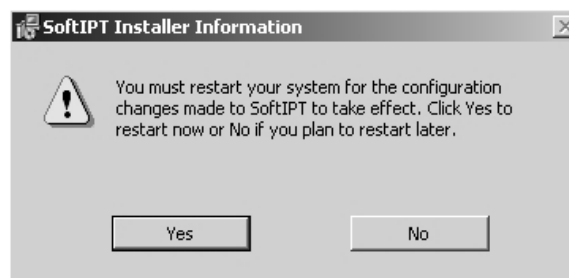 SoftIPT Installer Information
You must restart your system for the configuration
changes made to SoftIPT to take effect. Click Yes to
restart now or No if you plan to restart later.
Yes
No